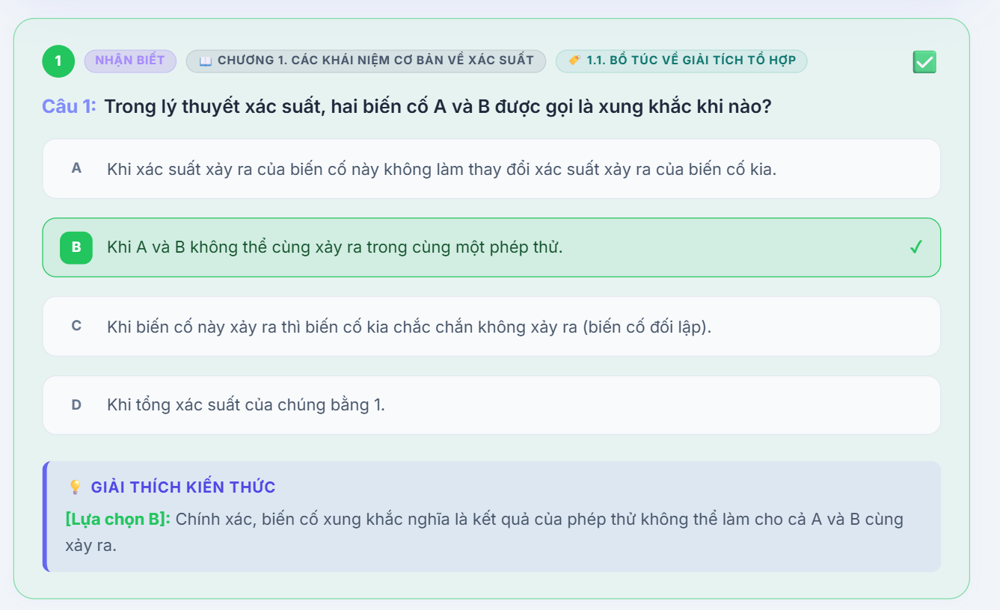 1 NHẬN BIẾT 📖 CHƯƠNG 1. CÁC KHÁI NIỆM CƠ BẢN VỀ XÁC SUẤT 🏷️ 1.1. BỔ TÚC VỀ GIẢI TÍCH TỔ HỢP ✅
Câu 1: Trong lý thuyết xác suất, hai biến cố A và B được gọi là xung khắc khi nào?
A Khi xác suất xảy ra của biến cố này không làm thay đổi xác suất xảy ra của biến cố kia.
B Khi A và B không thể cùng xảy ra trong cùng một phép thử. ✓
C Khi biến cố này xảy ra thì biến cố kia chắc chắn không xảy ra (biến cố đối lập).
D Khi tổng xác suất của chúng bằng 1.
💡 GIẢI THÍCH KIẾN THỨC
[Lựa chọn B]: Chính xác, biến cố xung khắc nghĩa là kết quả của phép thử không thể làm cho cả A và B cùng
xảy ra.